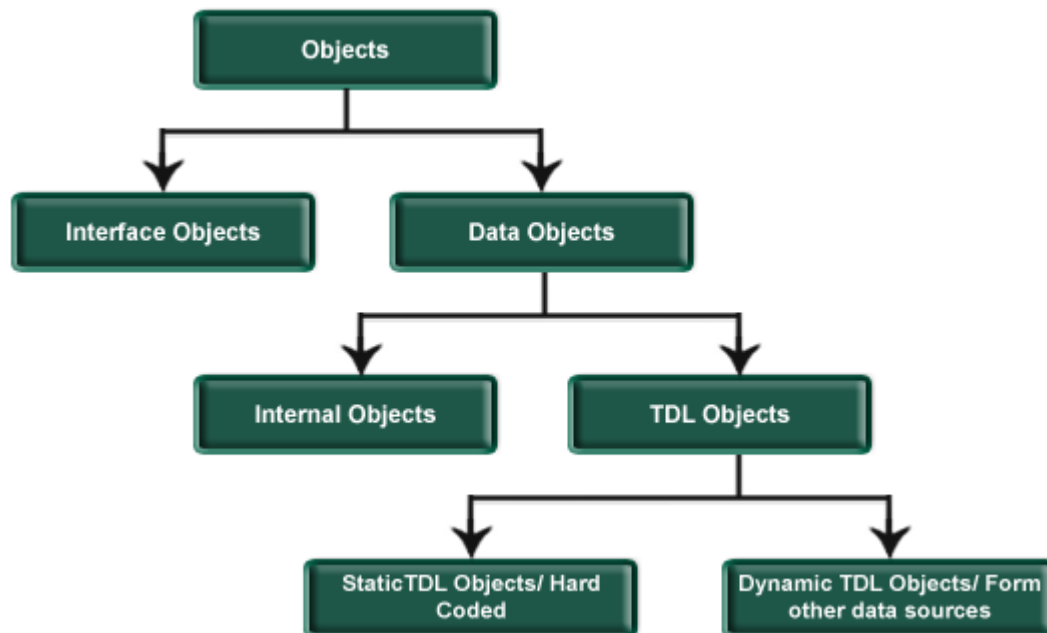 Objects
Interface Objects
Data Objects
Internal Objects
TDL Objects
StaticTDL Objects/ Hard
Coded
Dynamic TDL Objects/ Form
other data sources